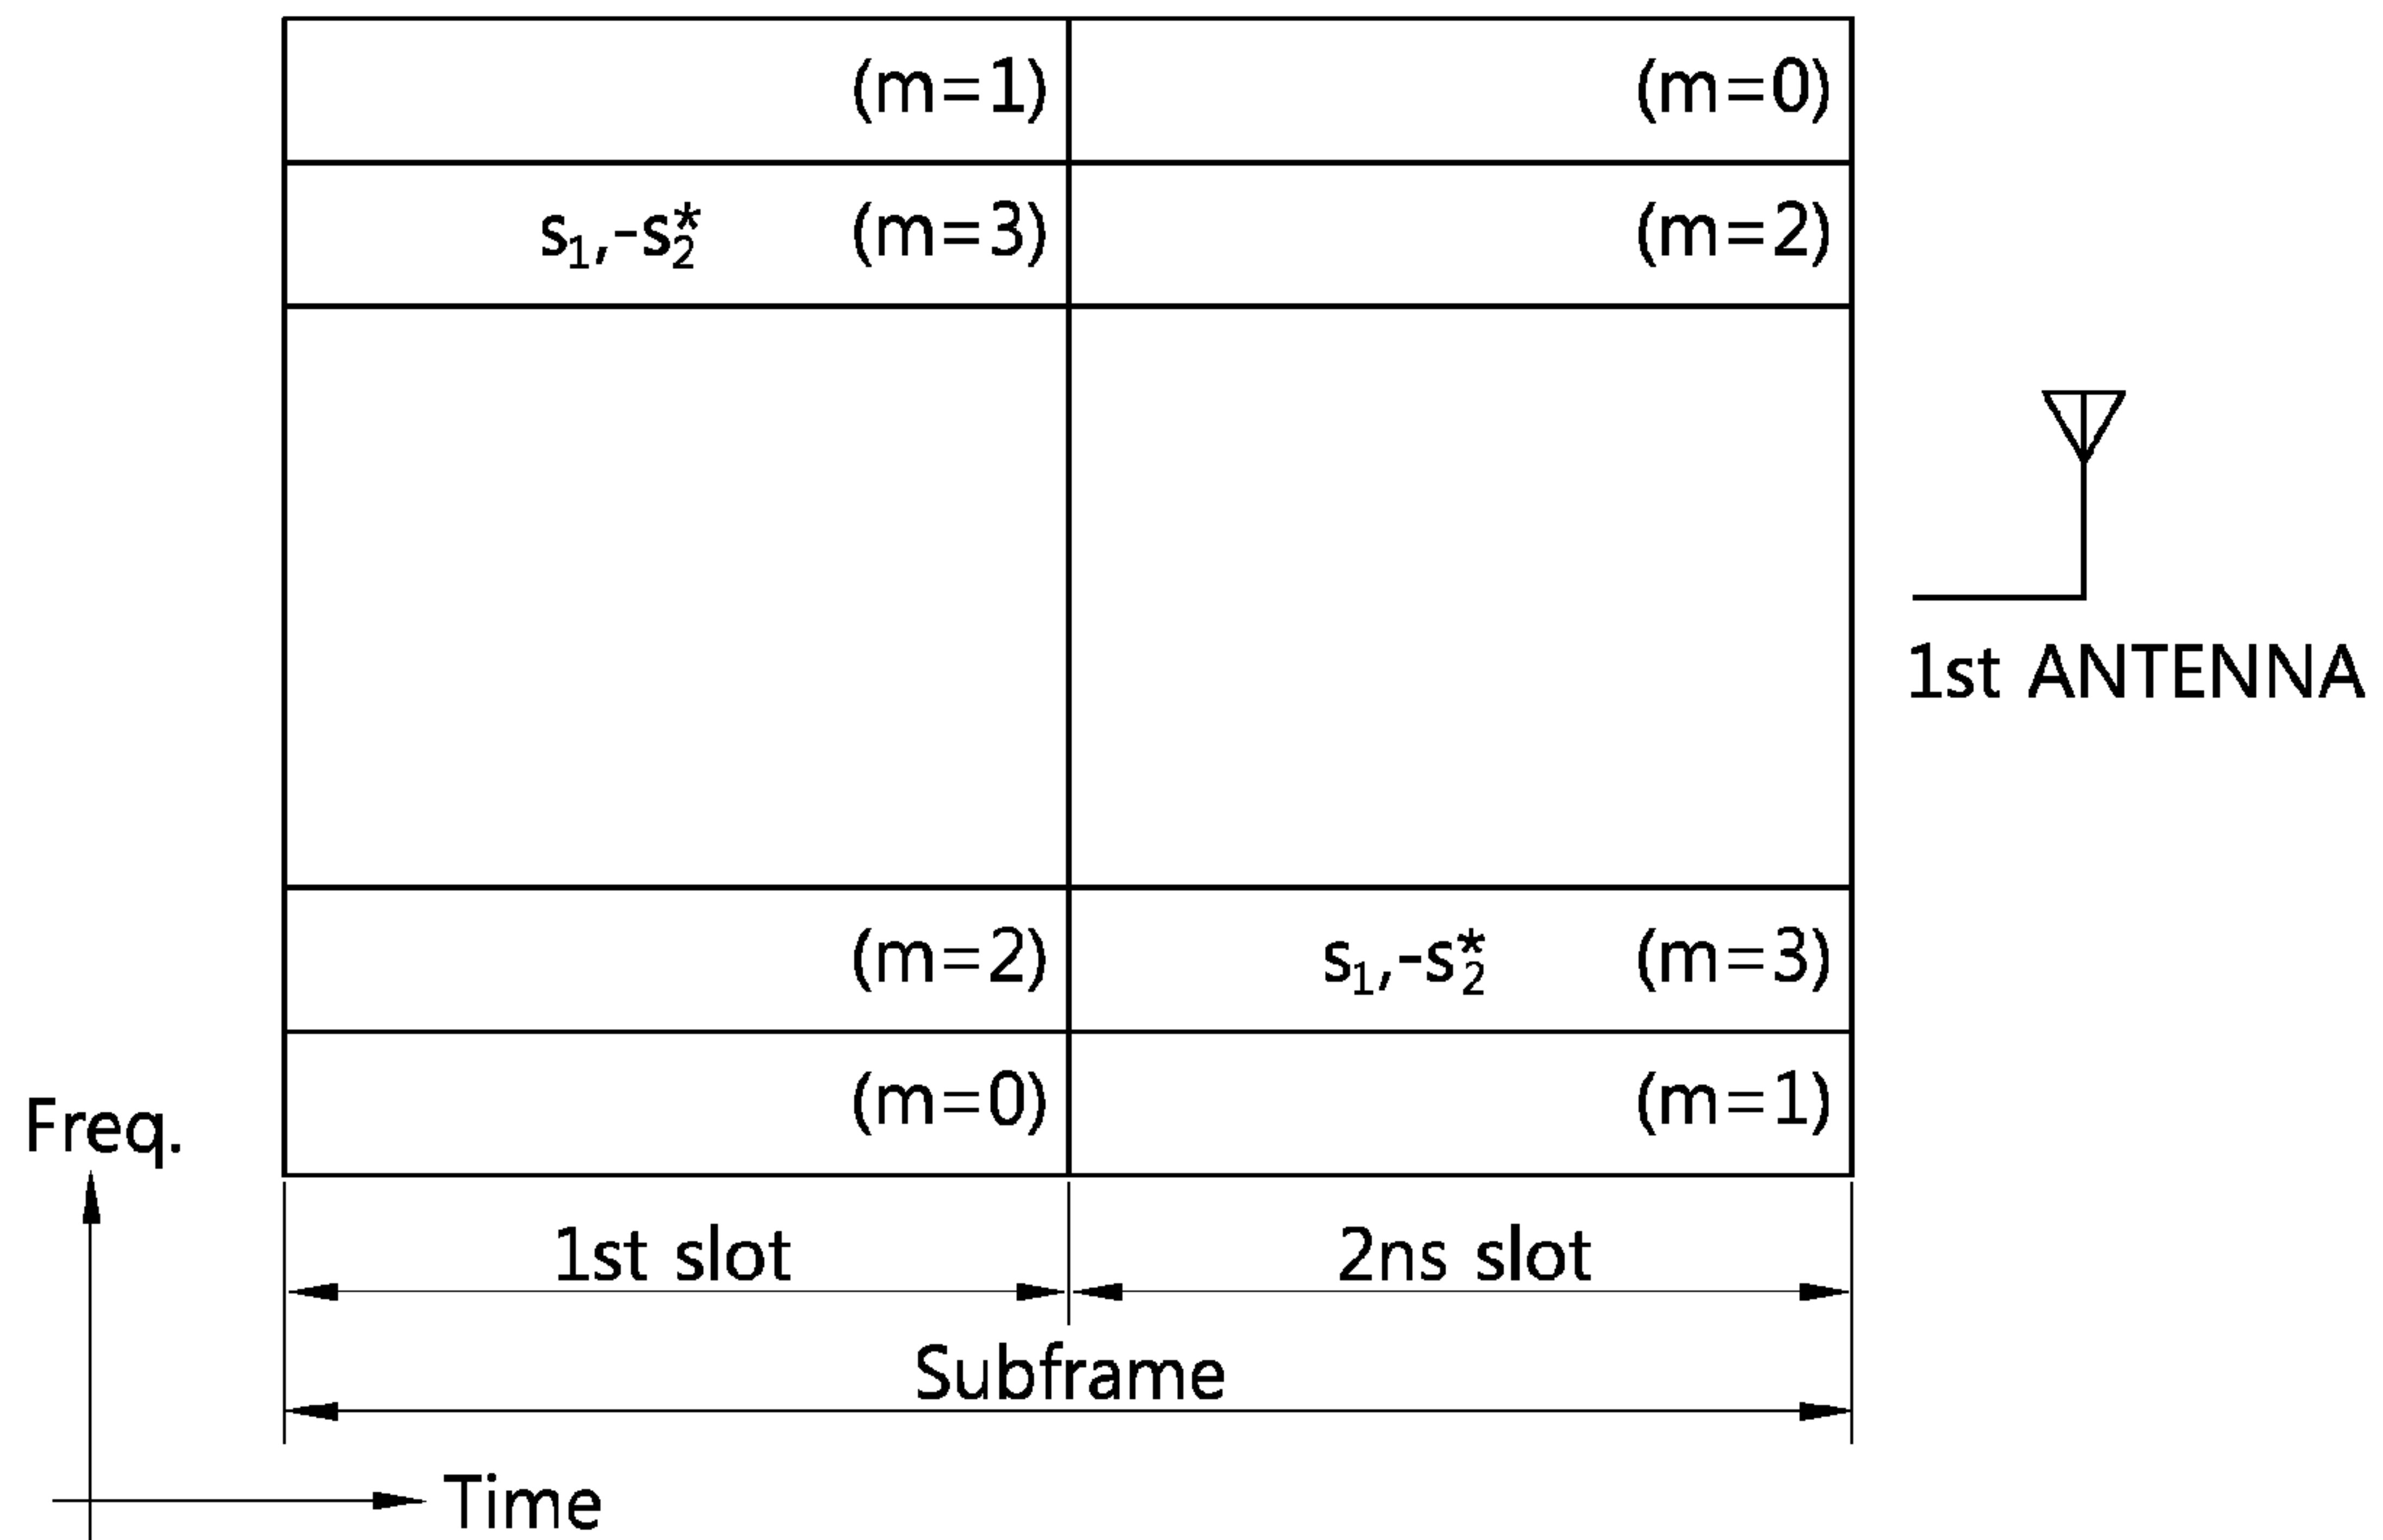 (m=1) (m=0)
s₁,-s₂* (m=3) (m=2)
1st ANTENNA
(m=2) s₁,-s₂* (m=3)
(m=0) (m=1)
Freq.
1st slot 2ns slot
Subframe
Time